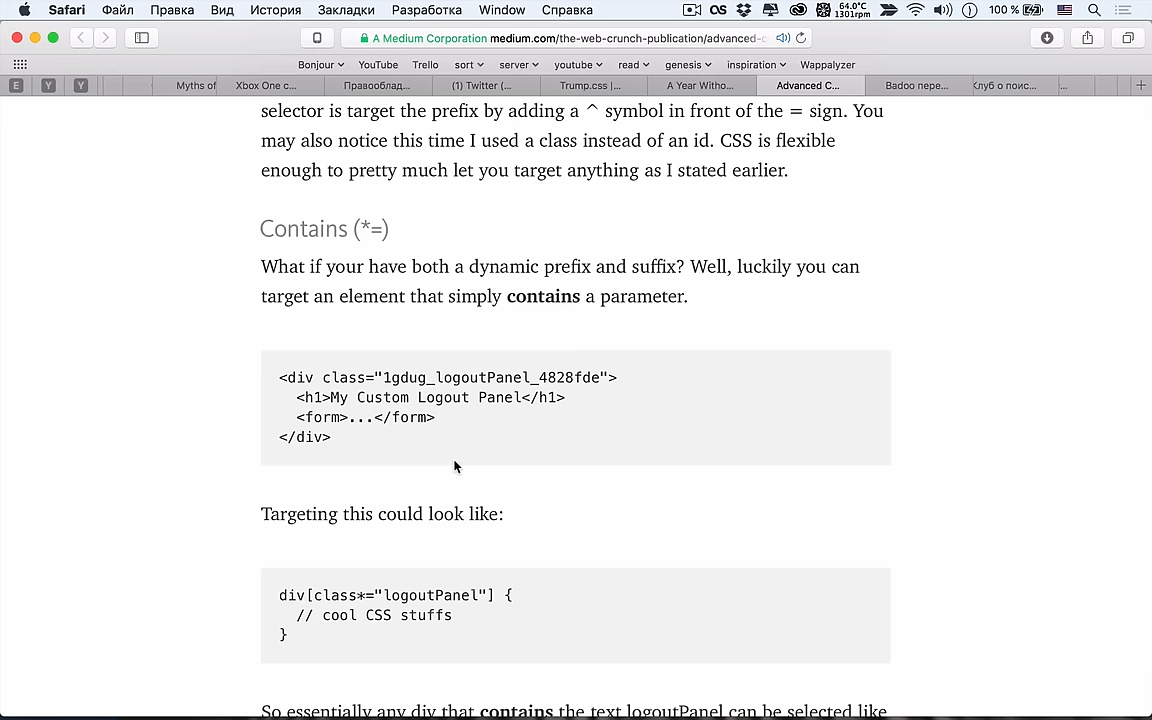 Safari Файл Правка Вид История Закладки Разработка Window Справка 64.0°C 1301rpm 100 %
A Medium Corporation medium.com/the-web-crunch-publication/advanced-c
Bonjour YouTube Trello sort server youtube read genesis inspiration Wappalyzer
E Y Y Myths of Xbox One c... Правооблад... (1) Twitter (... Trump.css |... A Year Witho... Advanced C... Badoo пере... Клуб о поис... ...
selector is target the prefix by adding a ^ symbol in front of the = sign. You
may also notice this time I used a class instead of an id. CSS is flexible
enough to pretty much let you target anything as I stated earlier.
Contains (*=)
What if your have both a dynamic prefix and suffix? Well, luckily you can
target an element that simply contains a parameter.
<div class="1gdug_logoutPanel_4828fde">
<h1>My Custom Logout Panel</h1>
<form>...</form>
</div>
Targeting this could look like:
div[class*="logoutPanel"] {
// cool CSS stuffs
}
So essentially any div that contains the text logoutPanel can be selected like